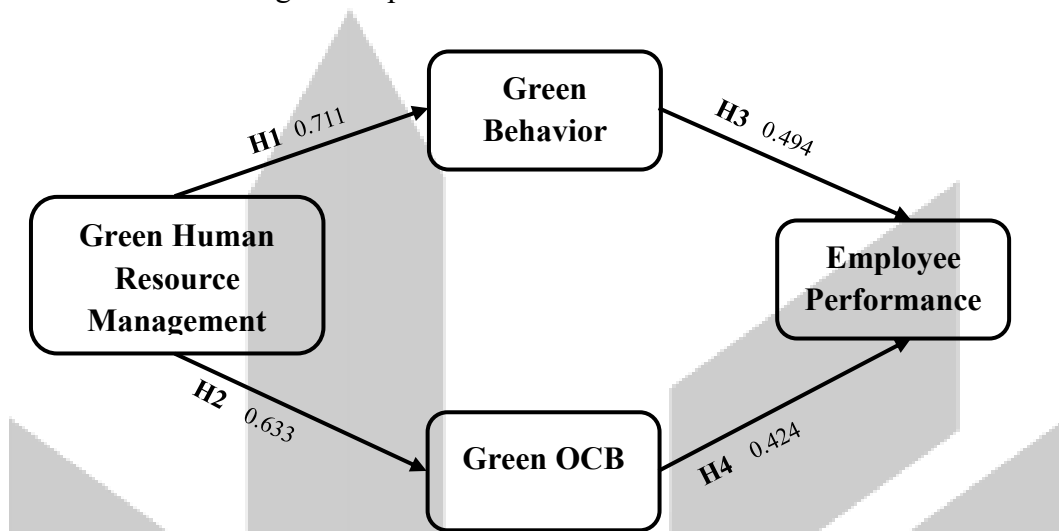 Green
Behavior
H1 0.711
H3 0.494
Green Human
Resource
Management
Employee
Performance
H2 0.633
Green OCB
H4 0.424